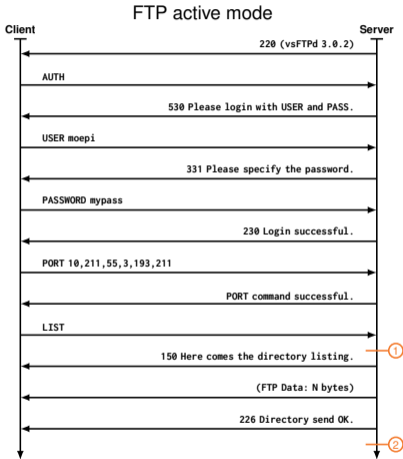 FTP active mode
Client
Server
220 (vsFTPd 3.0.2)
AUTH
530 Please login with USER and PASS.
USER moepi
331 Please specify the password.
PASSWORD mypass
230 Login successful.
PORT 10,211,55,3,193,211
PORT command successful.
LIST
1
150 Here comes the directory listing.
(FTP Data: N bytes)
226 Directory send OK.
2